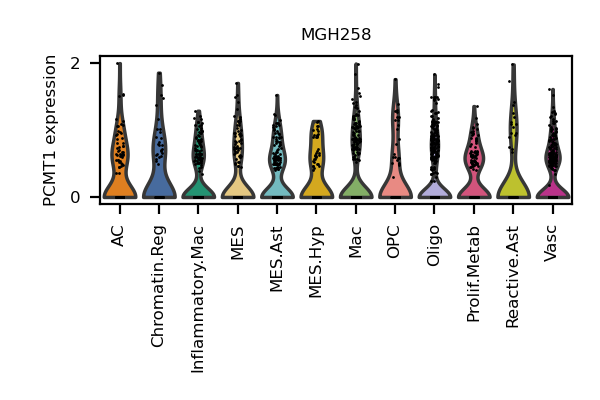 MGH258
PCMT1 expression
2
0
AC
Chromatin.Reg
Inflammatory.Mac
MES
MES.Ast
MES.Hyp
Mac
OPC
Oligo
Prolif.Metab
Reactive.Ast
Vasc